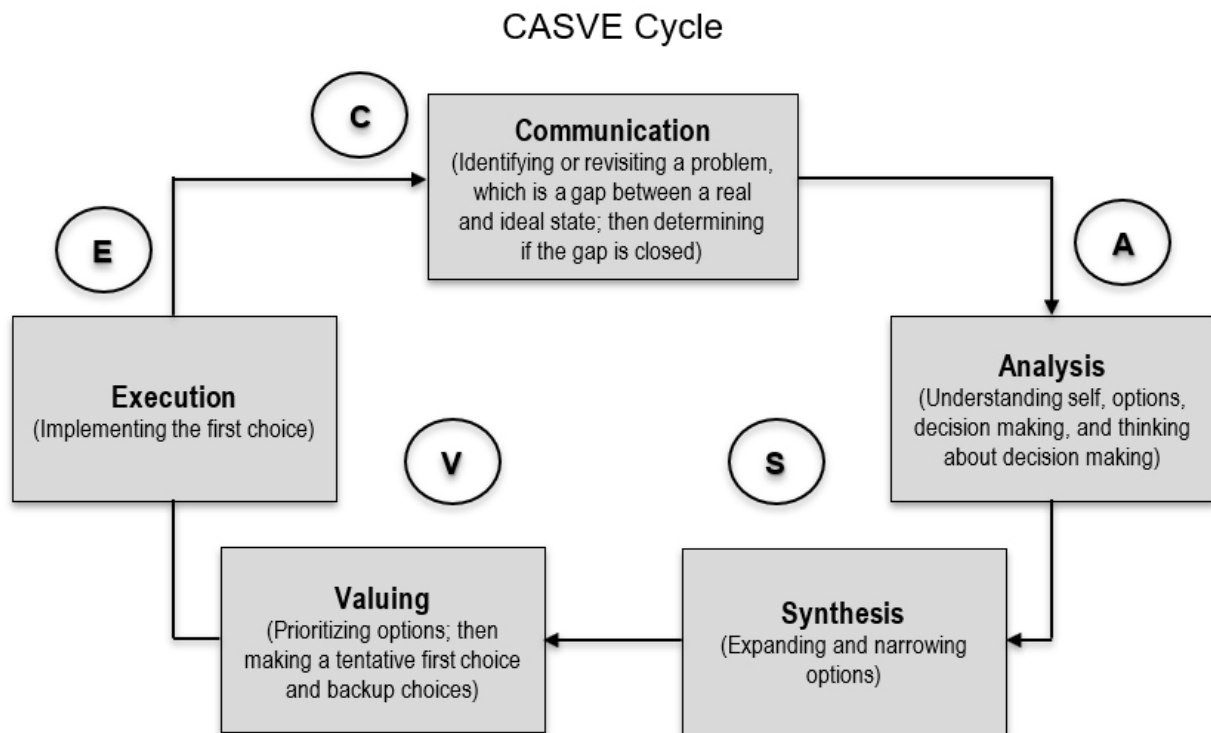 CASVE Cycle
C
Communication
(Identifying or revisiting a problem,
which is a gap between a real
and ideal state; then determining
if the gap is closed)
E
A
Execution
(Implementing the first choice)
Analysis
(Understanding self, options,
decision making, and thinking
about decision making)
V
S
Valuing
(Prioritizing options; then
making a tentative first choice
and backup choices)
Synthesis
(Expanding and narrowing
options)